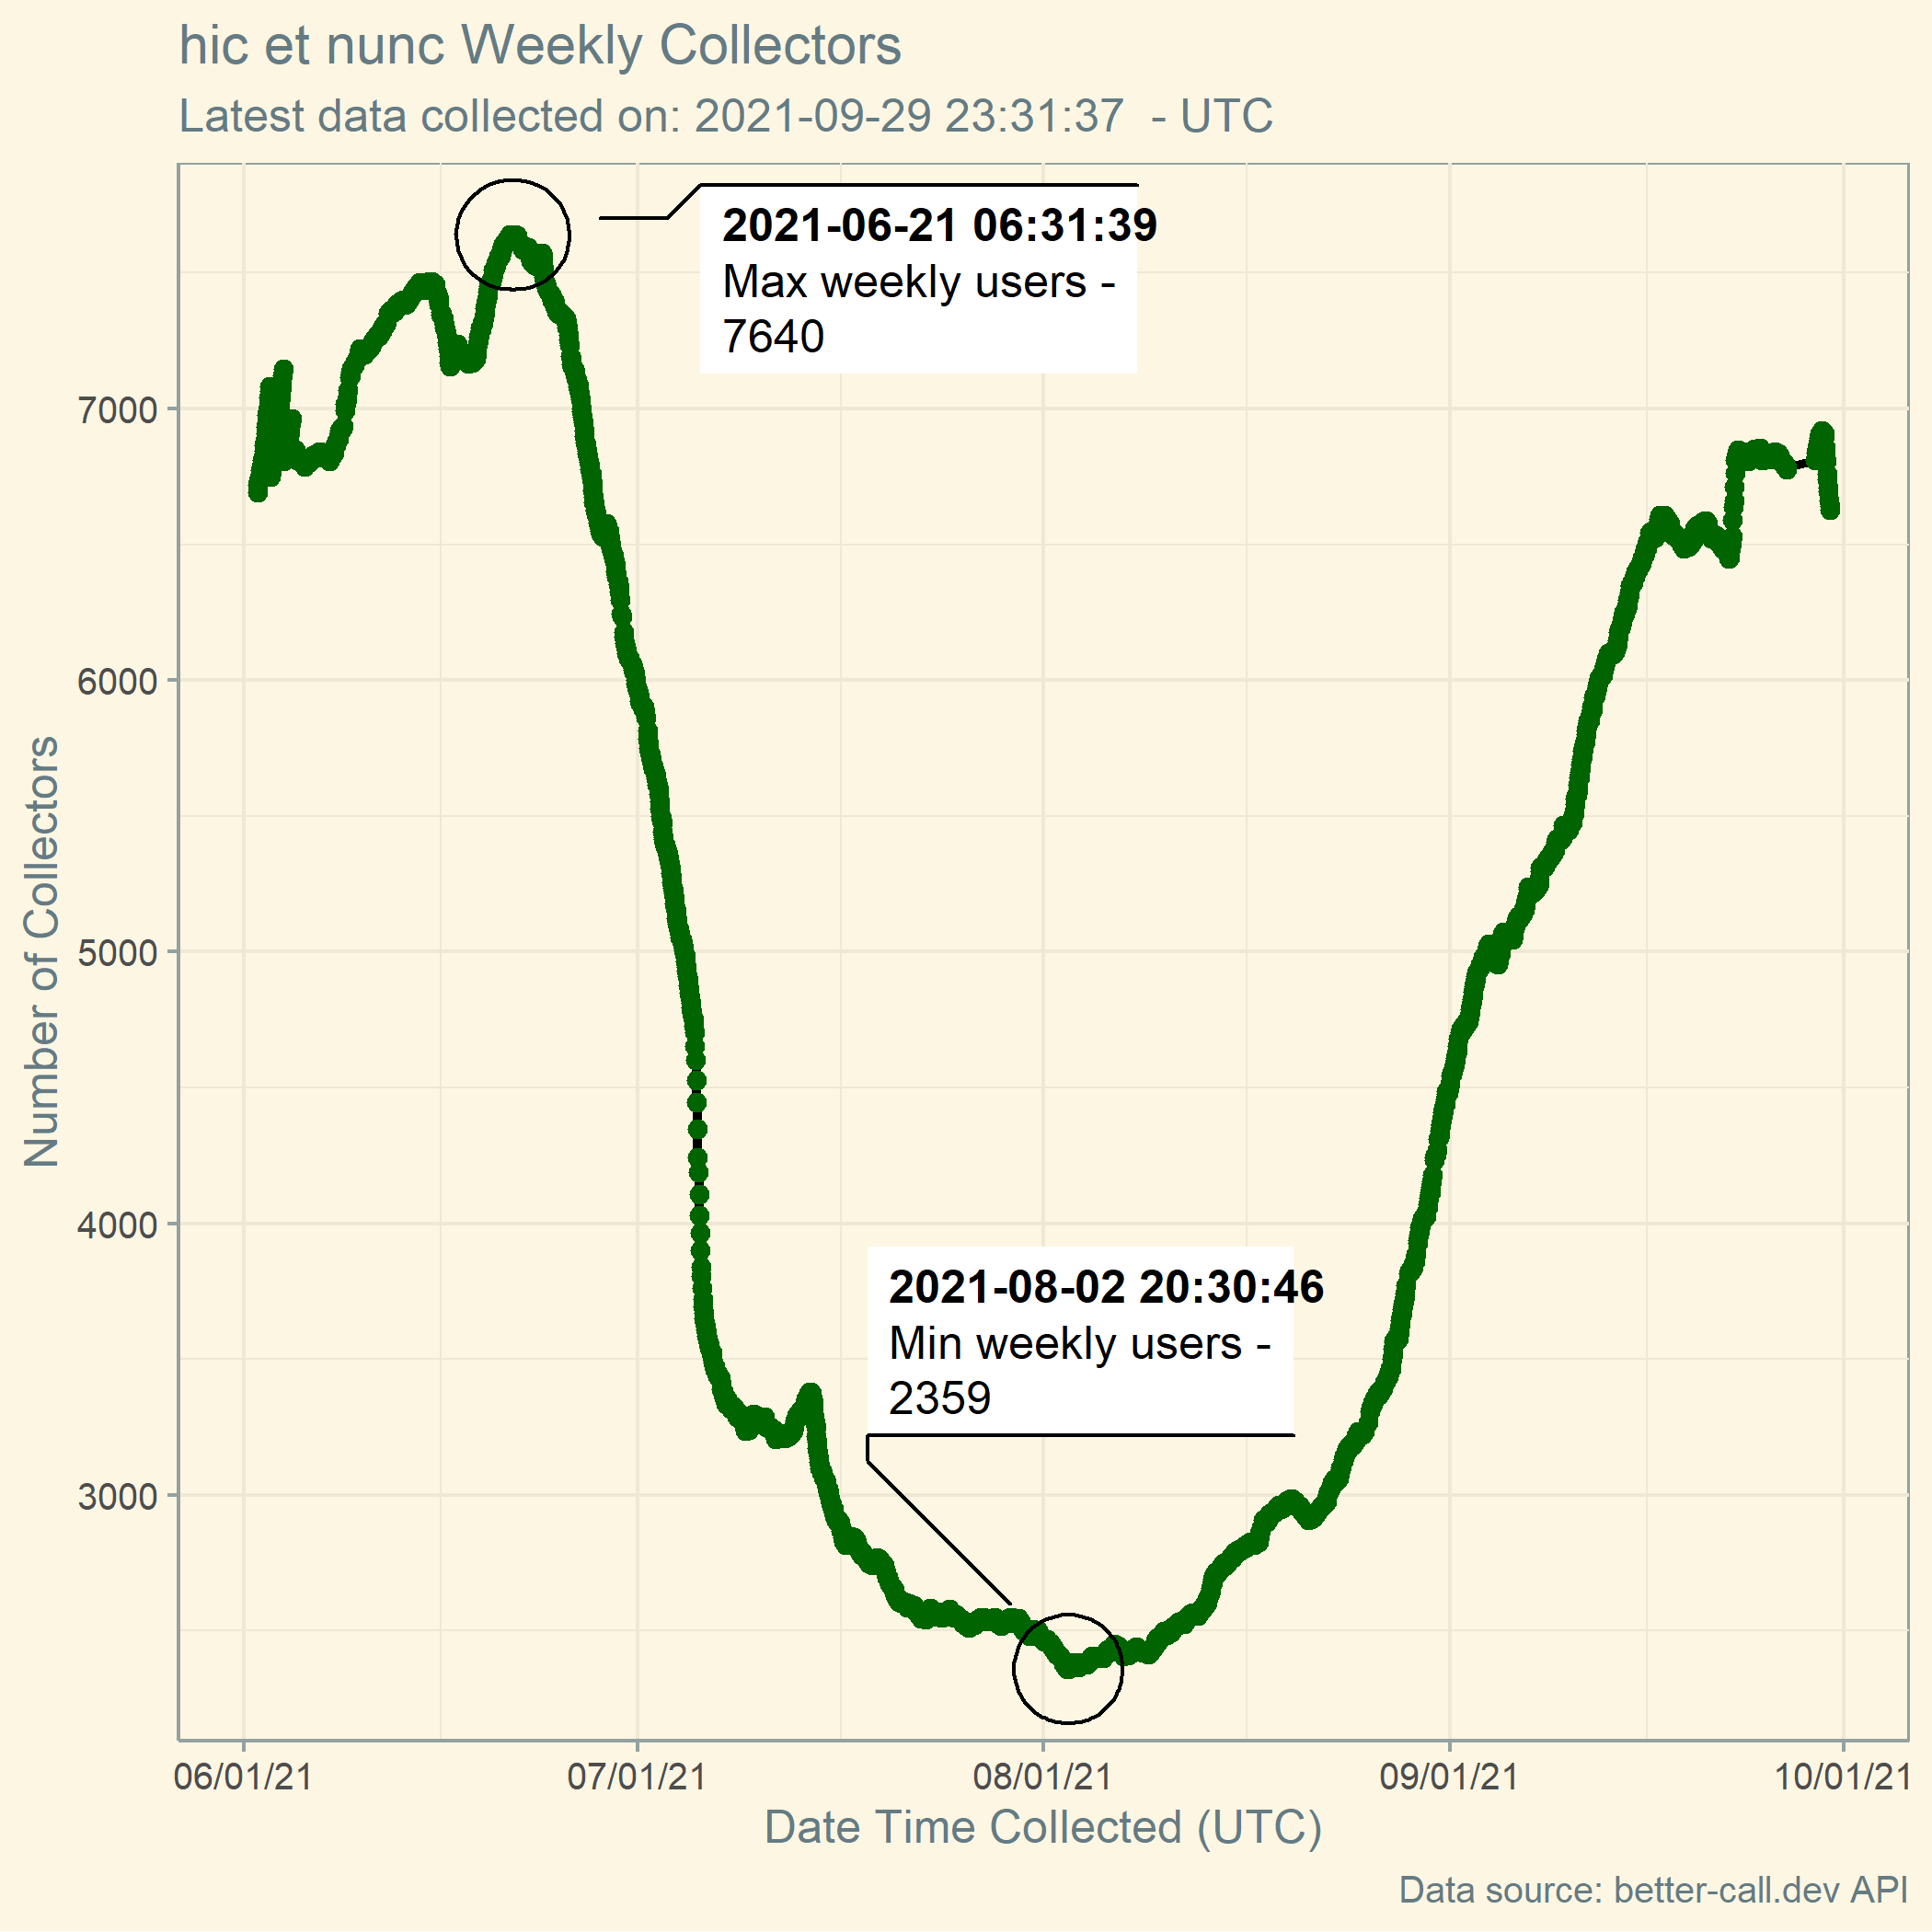 hic et nunc Weekly Collectors
Latest data collected on: 2021-09-29 23:31:37 - UTC
2021-06-21 06:31:39
Max weekly users -
7640
7000
6000
5000
4000
3000
Number of Collectors
2021-08-02 20:30:46
Min weekly users -
2359
06/01/21 07/01/21 08/01/21 09/01/21 10/01/21
Date Time Collected (UTC)
Data source: better-call.dev API